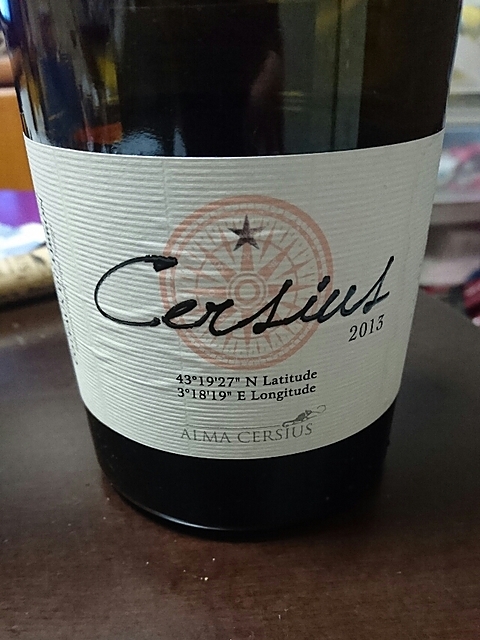 Cersius
2013
43°19'27" N Latitude
3°18'19" E Longitude
ALMA CERSIUS